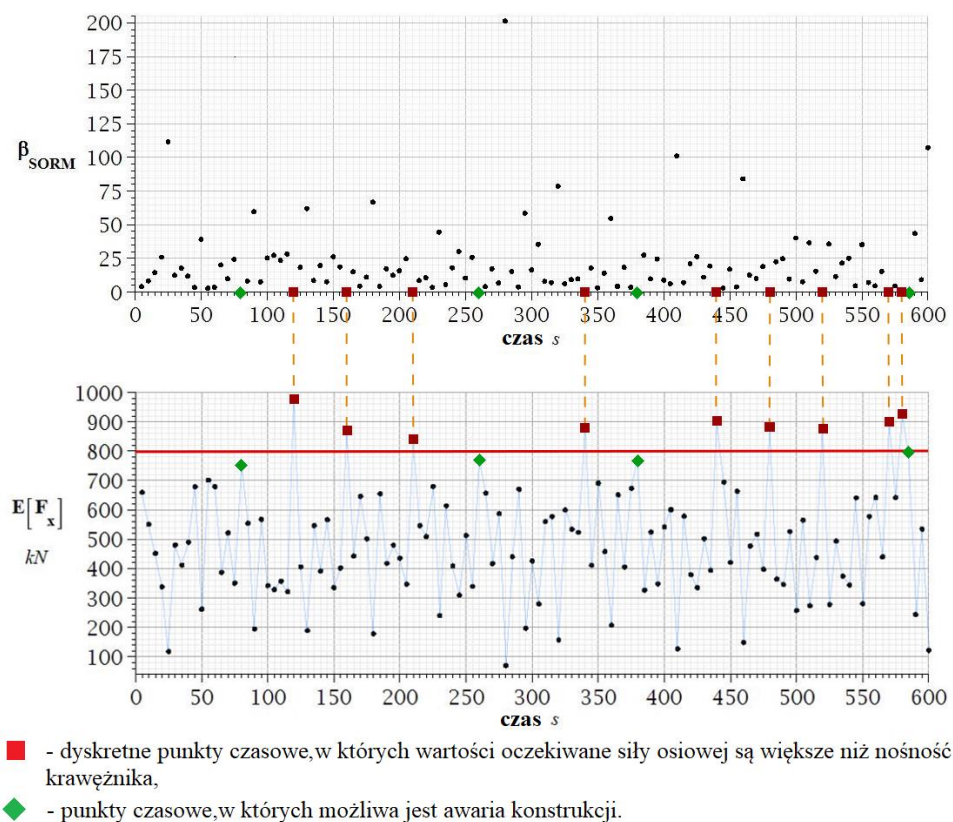 200
175
150
125
β SORM
100
75
50
25
0
0 50 100 150 200 250 300 350 400 450 500 550 600
czas s
1000
900
800
700
E[F_x]
600
kN
500
400
300
200
100
0 50 100 150 200 250 300 350 400 450 500 550 600
czas s
- dyskretne punkty czasowe,w których wartości oczekiwane siły osiowej są większe niż nośność
krawężnika,
- punkty czasowe,w których możliwa jest awaria konstrukcji.